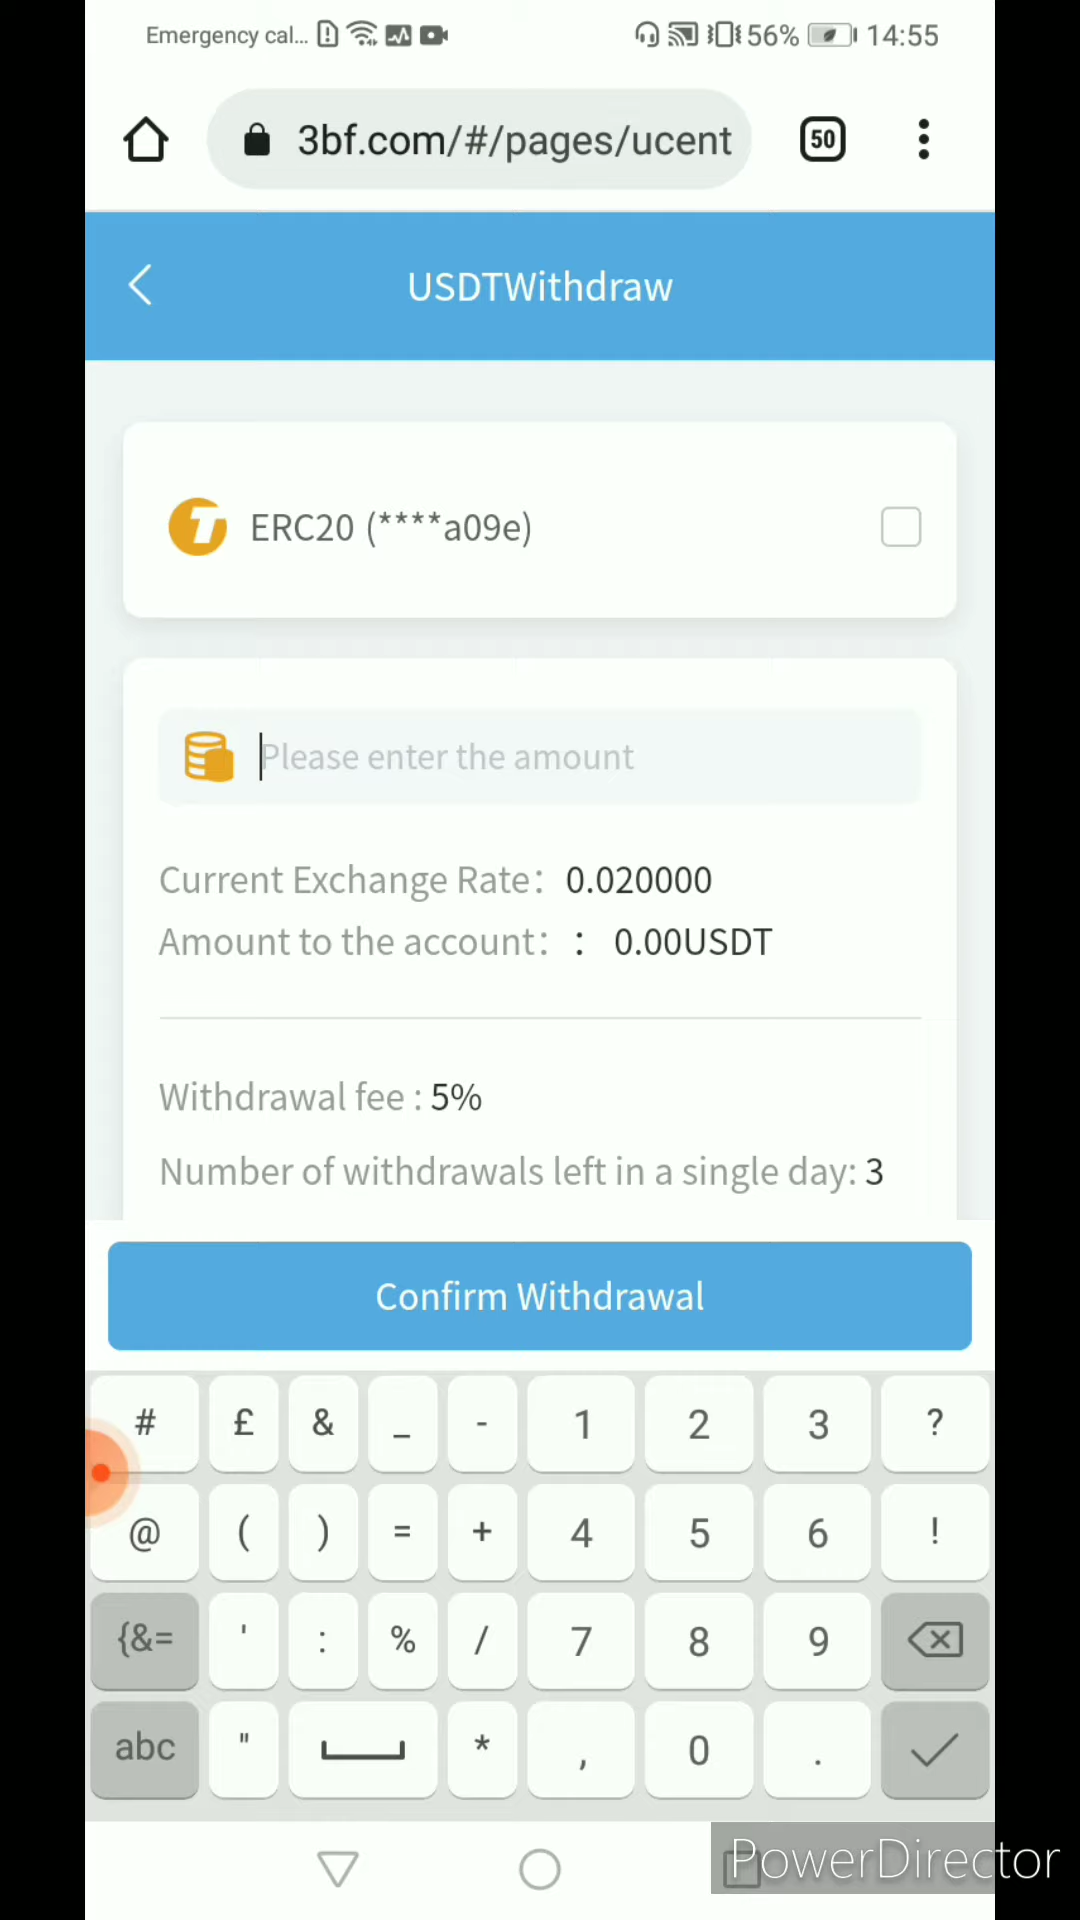 Emergency cal... 56% 14:55
3bf.com/#/pages/ucent 50
USDTWithdraw
T ERC20 (****a09e)
Please enter the amount
Current Exchange Rate: 0.020000
Amount to the account: : 0.00USDT
Withdrawal fee : 5%
Number of withdrawals left in a single day: 3
Confirm Withdrawal
# £ & _ - 1 2 3 ?
@ ( ) = + 4 5 6 !
{&= ' : % / 7 8 9
abc " * , 0 .
PowerDirector